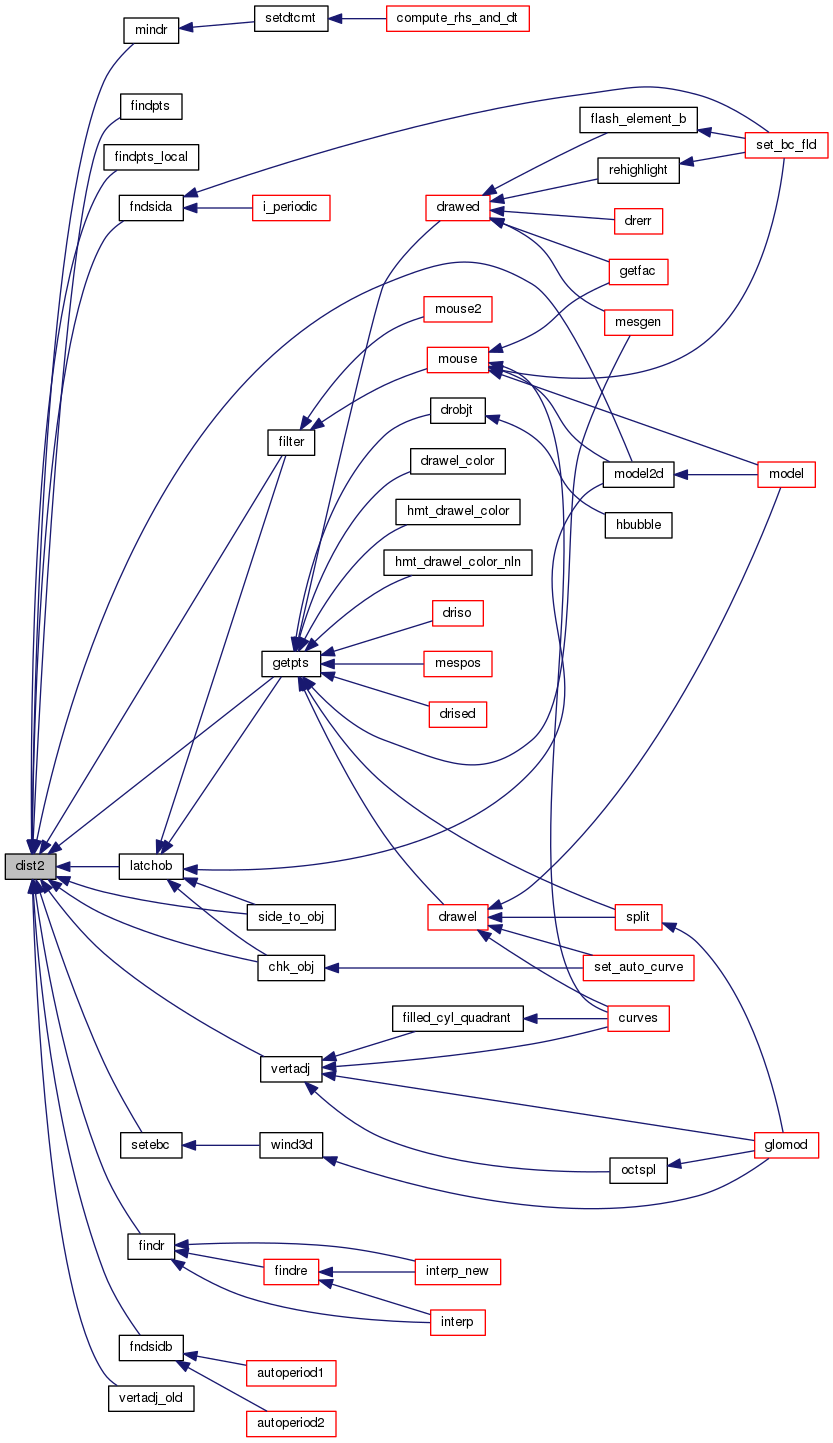 mindr
setdtcmt
compute_rhs_and_dt
findpts
flash_element_b
set_bc_fld
findpts_local
rehighlight
fndsida
i_periodic
drawed
drerr
getfac
mouse2
mesgen
mouse
drobjt
filter
drawel_color
model2d
model
hmt_drawel_color
hbubble
hmt_drawel_color_nln
driso
getpts
mespos
drised
dist2
latchob
side_to_obj
drawel
split
chk_obj
set_auto_curve
filled_cyl_quadrant
curves
vertadj
setebc
wind3d
glomod
octspl
findr
findre
interp_new
interp
fndsidb
autoperiod1
vertadj_old
autoperiod2